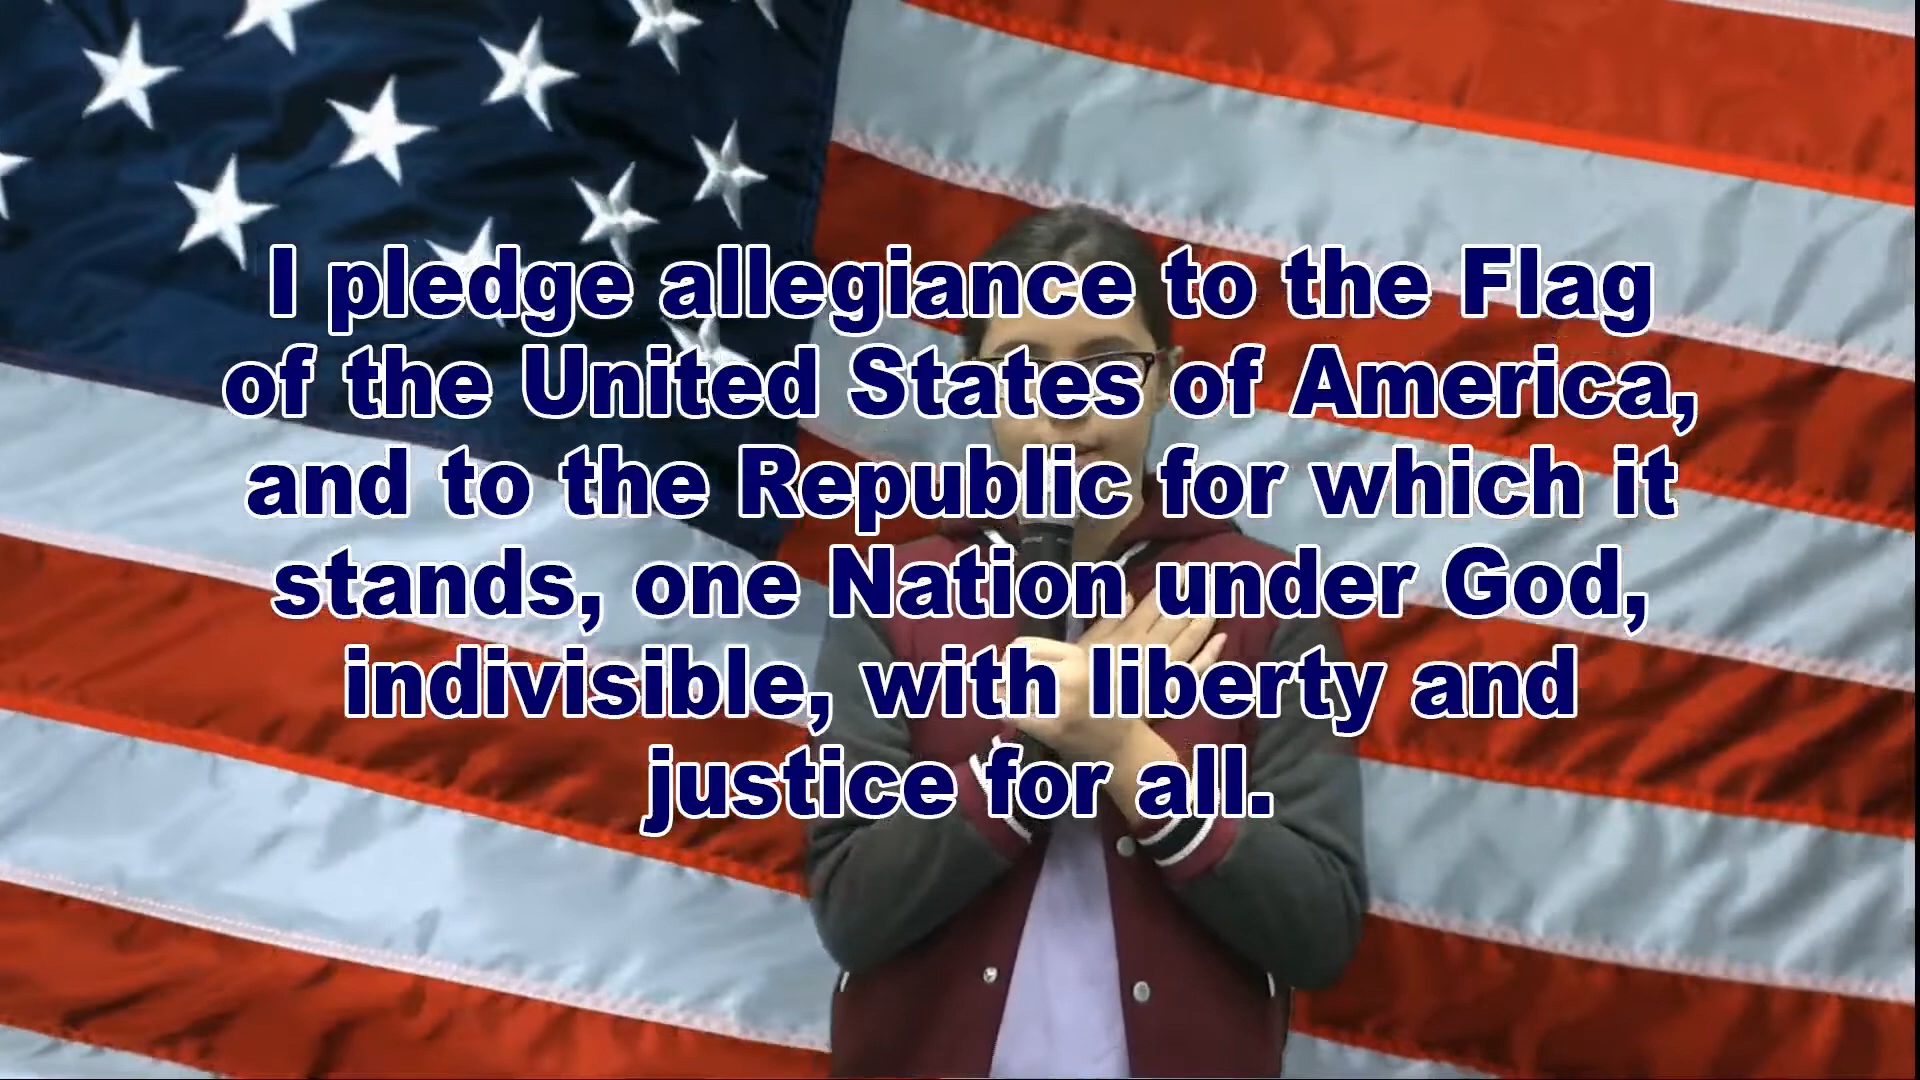 I pledge allegiance to the Flag
of the United States of America,
and to the Republic for which it
stands, one Nation under God,
indivisible, with liberty and
justice for all.